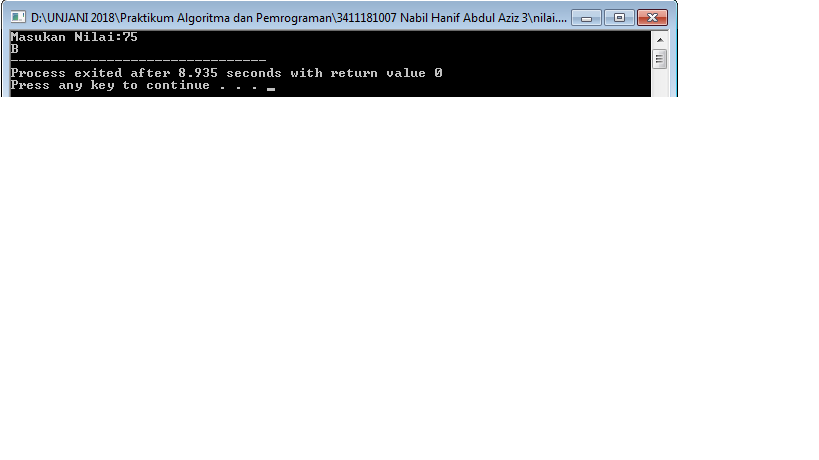 D:\UNJANI 2018\Praktikum Algoritma dan Pemrograman\3411181007 Nabil Hanif Abdul Aziz 3\nilai....
Masukan Nilai:75
B
--------------------------------
Process exited after 8.935 seconds with return value 0
Press any key to continue . . . _